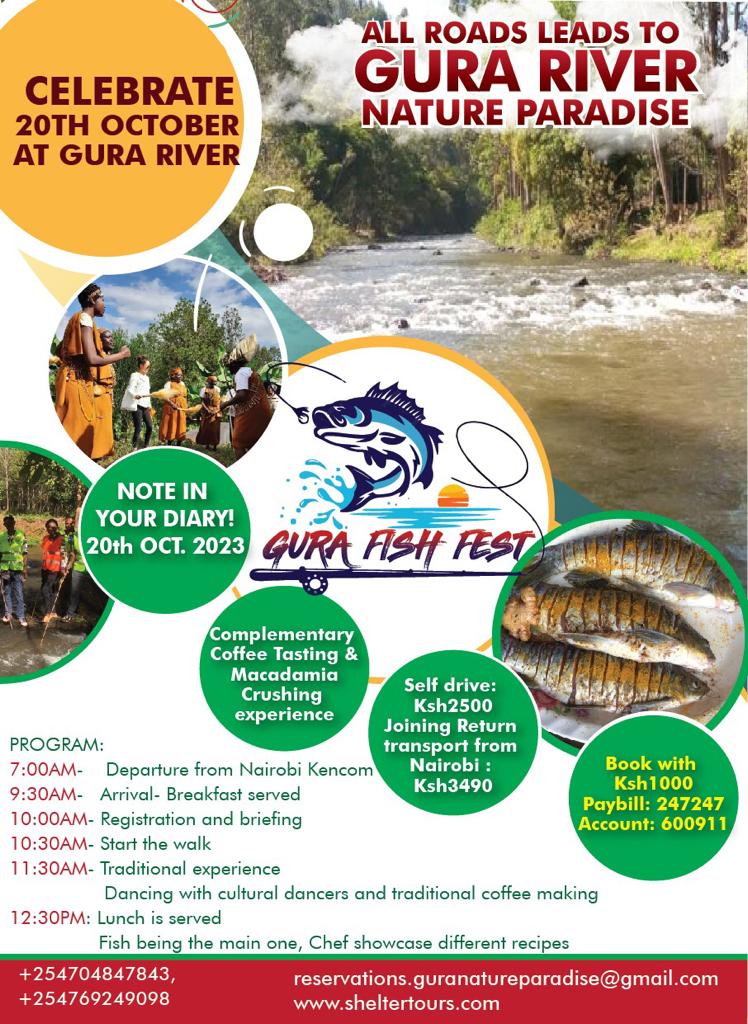 CELEBRATE
20TH OCTOBER
AT GURA RIVER
ALL ROADS LEADS TO
GURA RIVER
NATURE PARADISE
NOTE IN
YOUR DIARY!
20th OCT. 2023
GURA FISH FEST
Complementary
Coffee Tasting &
Macadamia
Crushing
experience
Self drive:
Ksh2500
Joining Return
transport from
Nairobi :
Ksh3490
Book with
Ksh1000
Paybill: 247247
Account: 600911
PROGRAM:
7:00AM- Departure from Nairobi Kencom
9:30AM- Arrival- Breakfast served
10:00AM- Registration and briefing
10:30AM- Start the walk
11:30AM- Traditional experience
Dancing with cultural dancers and traditional coffee making
12:30PM: Lunch is served
Fish being the main one, Chef showcase different recipes
+254704847843,
+254769249098
reservations.guranatureparadise@gmail.com
www.sheltertours.com